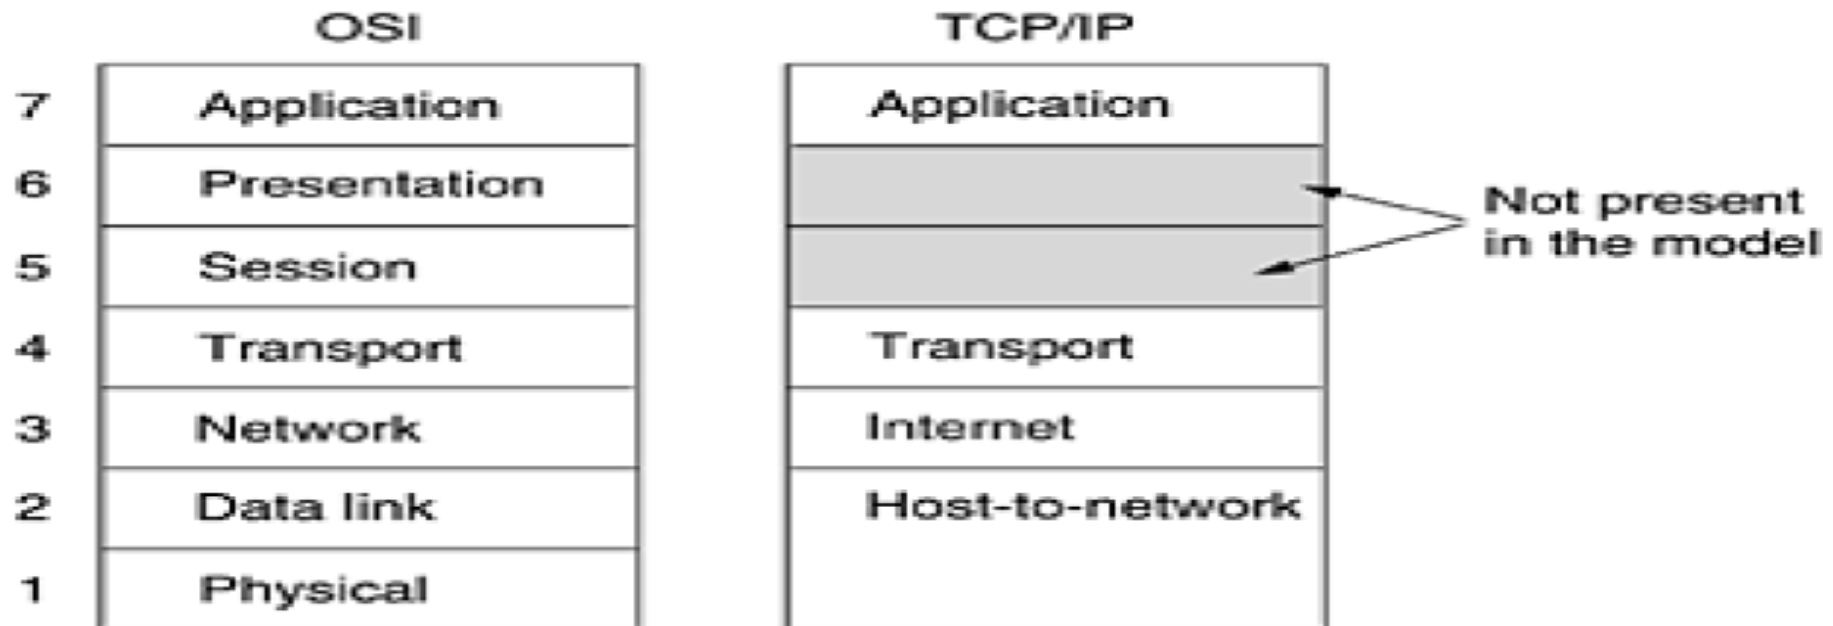 OSI TCP/IP
7 Application Application
6 Presentation
5 Session
Not present
in the model
4 Transport Transport
3 Network Internet
2 Data link Host-to-network
1 Physical